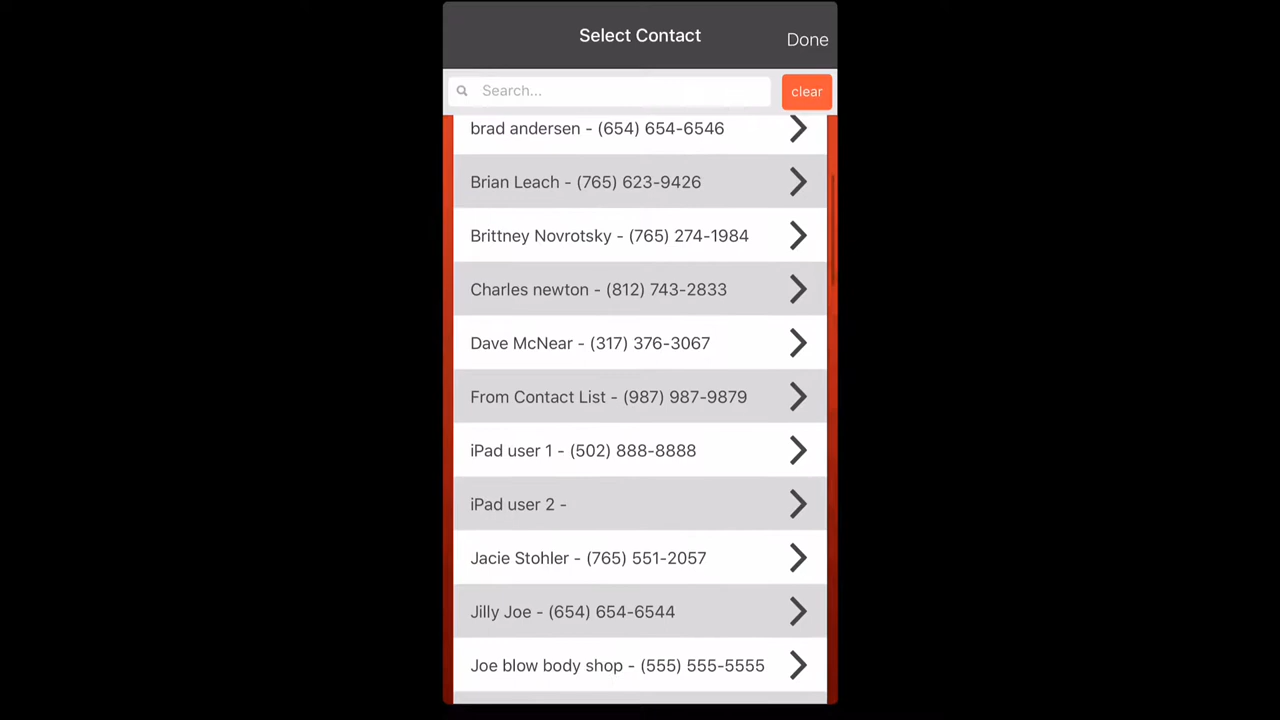 Select Contact
Done
Search...
clear
brad andersen - (654) 654-6546
Brian Leach - (765) 623-9426
Brittney Novrotsky - (765) 274-1984
Charles newton - (812) 743-2833
Dave McNear - (317) 376-3067
From Contact List - (987) 987-9879
iPad user 1 - (502) 888-8888
iPad user 2 -
Jacie Stohler - (765) 551-2057
Jilly Joe - (654) 654-6544
Joe blow body shop - (555) 555-5555